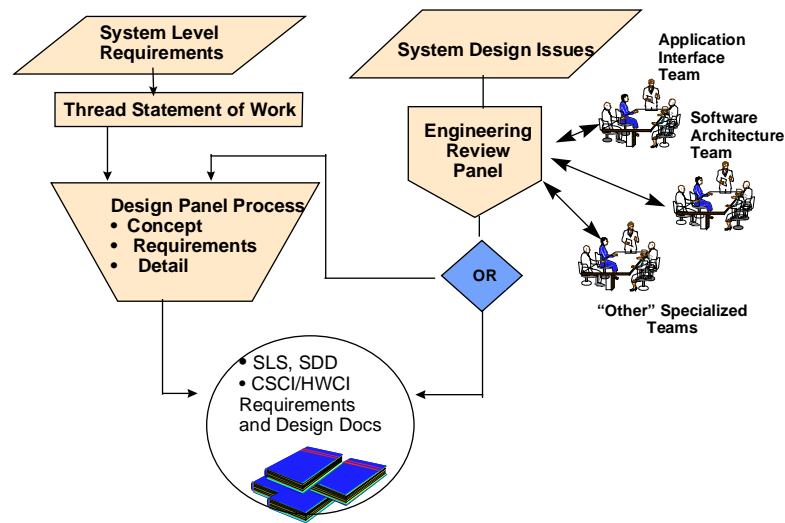 System Level
Requirements
System Design Issues
Application
Interface
Team
Thread Statement of Work
Engineering
Review
Panel
Software
Architecture
Team
Design Panel Process
• Concept
• Requirements
• Detail
OR
“Other” Specialized
Teams
• SLS, SDD
• CSCI/HWCI
Requirements
and Design Docs